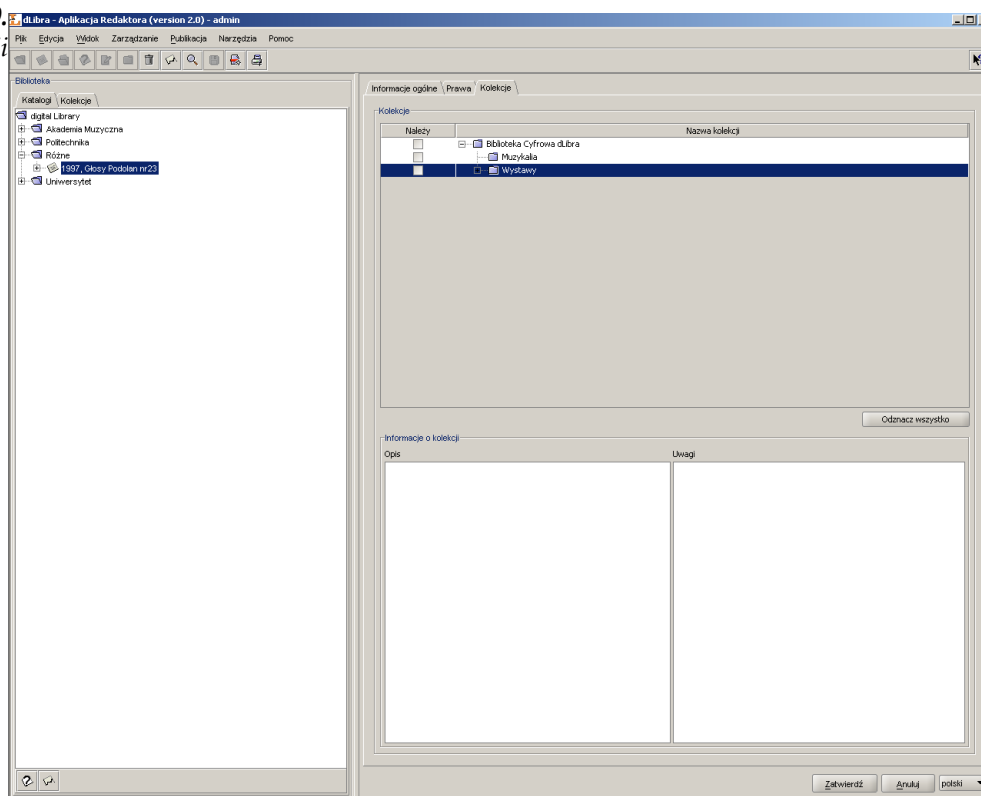 dLibra - Aplikacja Redaktora (version 2.0) - admin
Plik Edycja Widok Zarządzanie Publikacja Narzędzia Pomoc
Biblioteka
Katalogi Kolekcje
digital Library
Akademia Muzyczna
Politechnika
Różne
1997, Głosy Podolan nr23
Uniwersytet
Informacje ogólne Prawa Kolekcje
Kolekcje
Należy Nazwa kolekcji
Biblioteka Cyfrowa dLibra
Muzykalia
Wystawy
Odznacz wszystko
Informacje o kolekcji
Opis Uwagi
Zatwierdź Anuluj polski